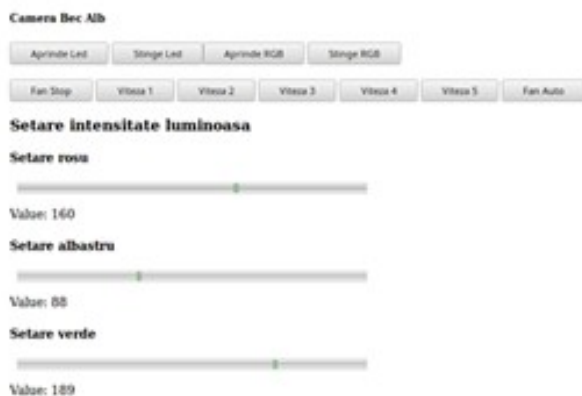 Camera Bec Alb
Aprinde Led Stinge Led Aprinde RGB Stinge RGB
Fan Stop Viteza 1 Viteza 2 Viteza 3 Viteza 4 Viteza 5 Fan Auto
Setare intensitate luminoasa
Setare rosu
Value: 160
Setare albastru
Value: 88
Setare verde
Value: 189